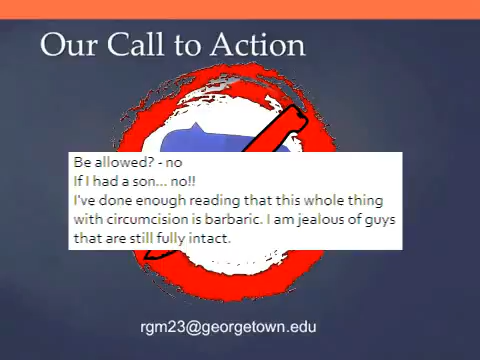 Our Call to Action
Be allowed? - no
If I had a son... no!!
I've done enough reading that this whole thing
with circumcision is barbaric. I am jealous of guys
that are still fully intact.
rgm23@georgetown.edu